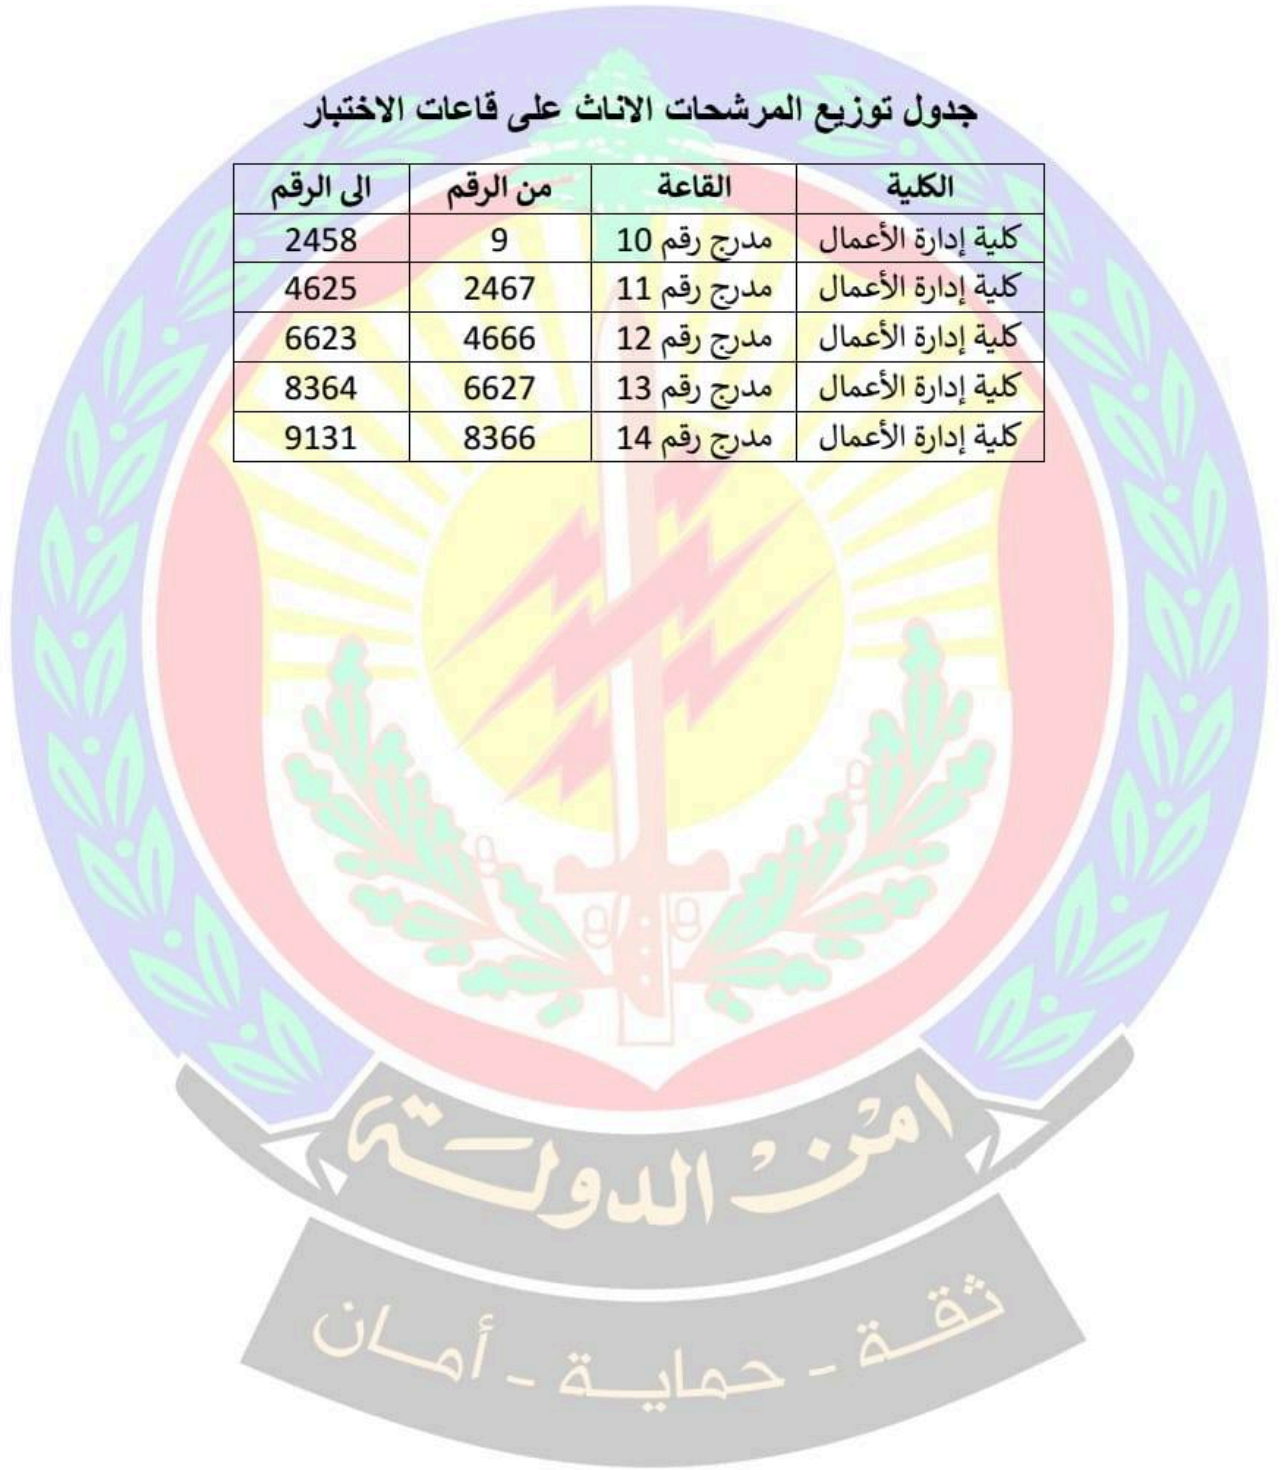 جدول توزيع المرشحات الاناث على قاعات الاختبار
الكلية القاعة من الرقم الى الرقم
كلية إدارة الأعمال مدرج رقم 10 9 2458
كلية إدارة الأعمال مدرج رقم 11 2467 4625
كلية إدارة الأعمال مدرج رقم 12 4666 6623
كلية إدارة الأعمال مدرج رقم 13 6627 8364
كلية إدارة الأعمال مدرج رقم 14 8366 9131
امن الدولة
ثقة - حماية - أمان